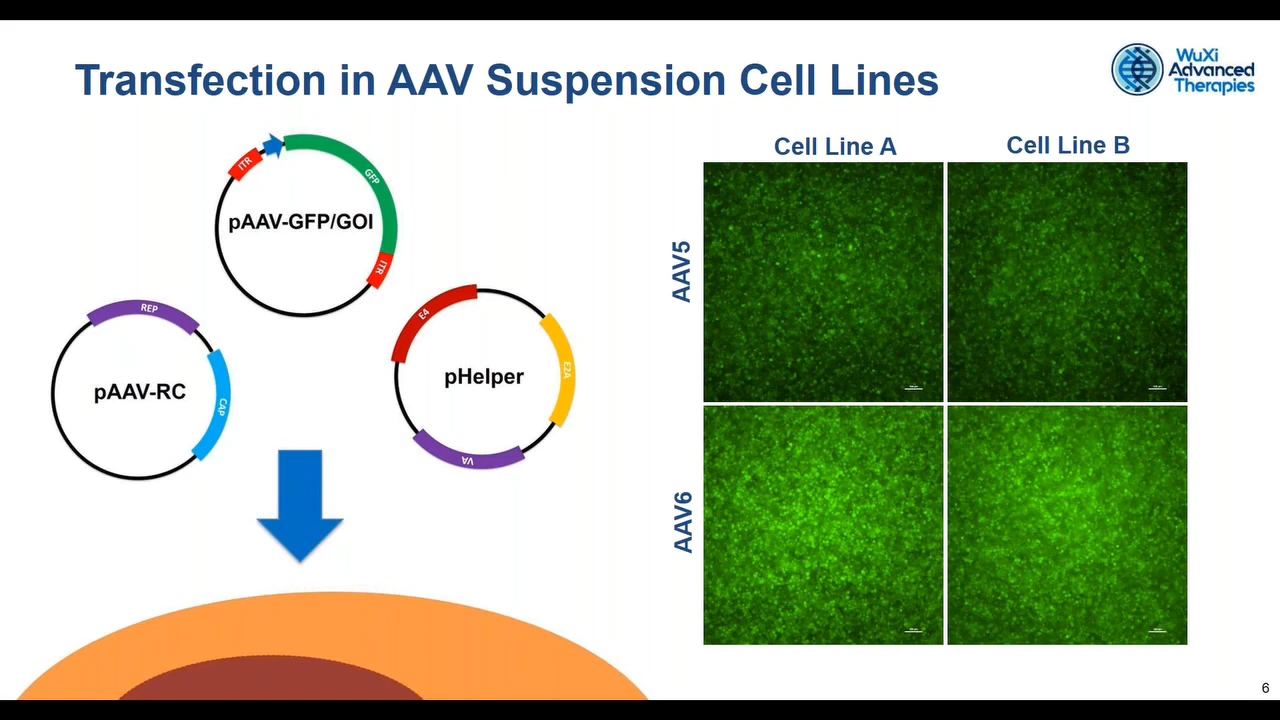 Transfection in AAV Suspension Cell Lines
WuXi
Advanced
Therapies
ITR
GFP
pAAV-GFP/GOI
ITR
REP
pAAV-RC
CAP
E4
pHelper
E2A
VA
Cell Line A
Cell Line B
AAV5
AAV6
6